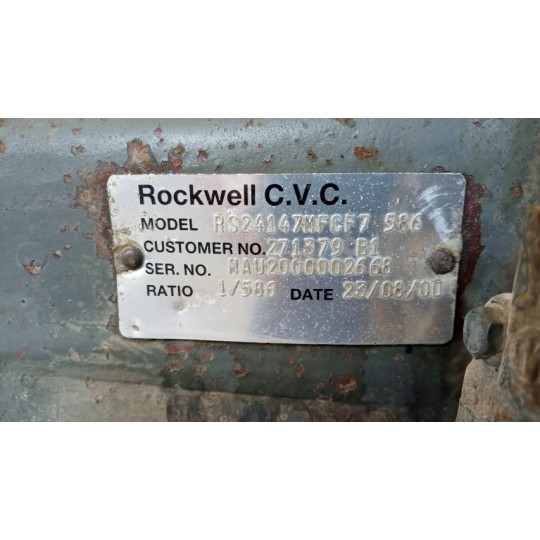 Rockwell C.V.C.
MODEL RS24147MFCF7 586
CUSTOMER NO. 271379 B1
SER. NO. MAU2000002668
RATIO 1/586 DATE 23/08/00